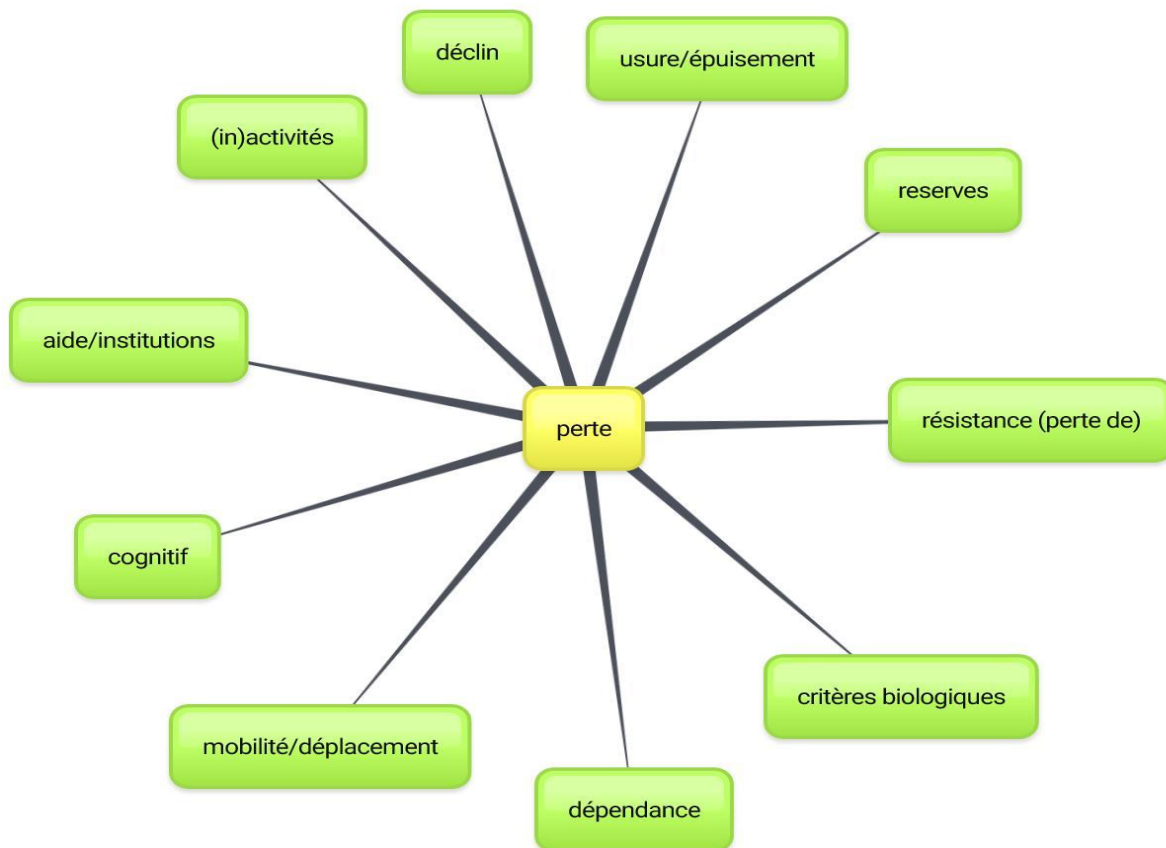 déclin
usure/épuisement
(in)activités
reserves
aide/institutions
résistance (perte de)
perte
cognitif
critères biologiques
mobilité/déplacement
dépendance